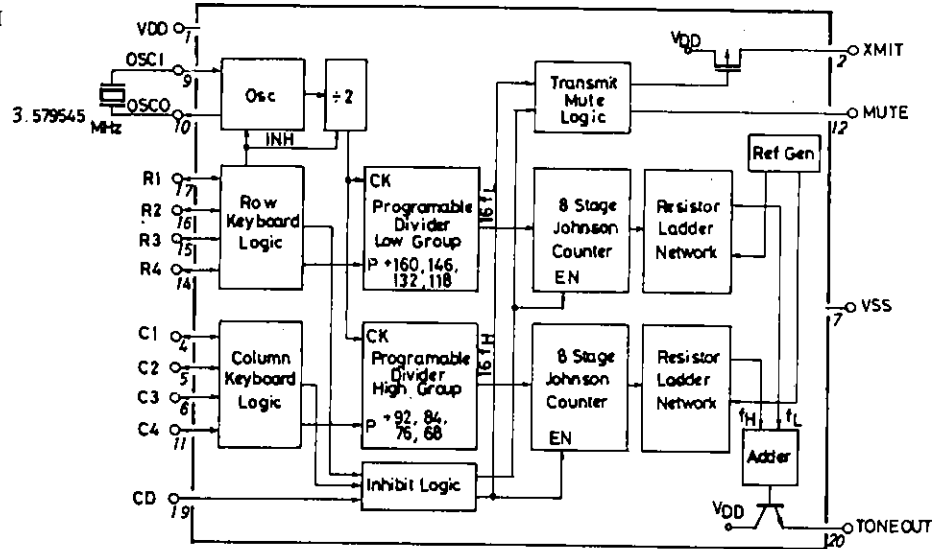 VDD
1
OSCI
9
OSCO
10
3.579545
MHz
Osc
÷2
INH
R1
17
R2
16
R3
15
R4
14
Row
Keyboard
Logic
C1
4
C2
5
C3
6
C4
11
Column
Keyboard
Logic
CD
19
CK
Programable
Divider
Low Group
P ÷160, 146,
132, 118
16 fL
CK
Programable
Divider
High Group
P ÷92, 84,
76, 68
16 fH
Inhibit Logic
Transmit
Mute
Logic
8 Stage
Johnson
Counter
EN
Resistor
Ladder
Network
8 Stage
Johnson
Counter
EN
Resistor
Ladder
Network
VDD
XMIT
2
MUTE
12
Ref Gen
VSS
7
fH
fL
Adder
VDD
TONEOUT
20